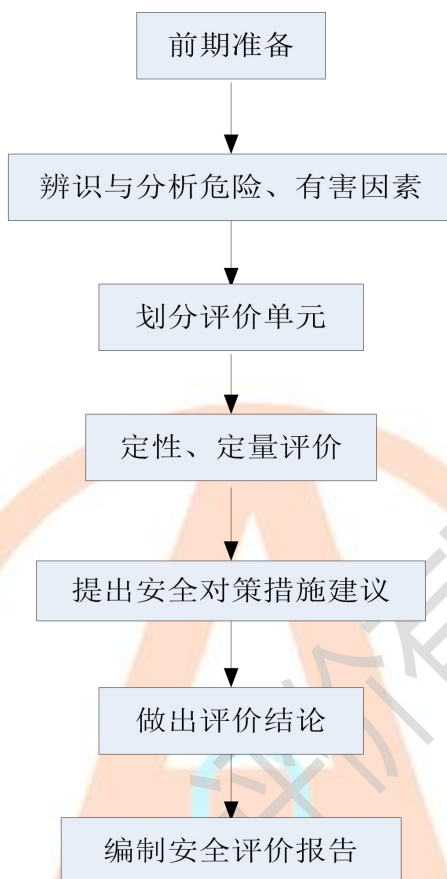 前期准备
辨识与分析危险、有害因素
划分评价单元
定性、定量评价
提出安全对策措施建议
做出评价结论
编制安全评价报告